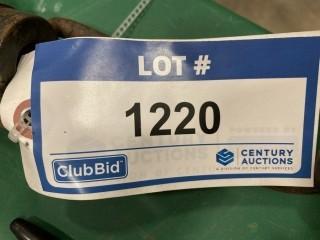 LOT #
1220
ClubBid
CENTURY
AUCTIONS
A DIVISION OF CENTURY SERVICES